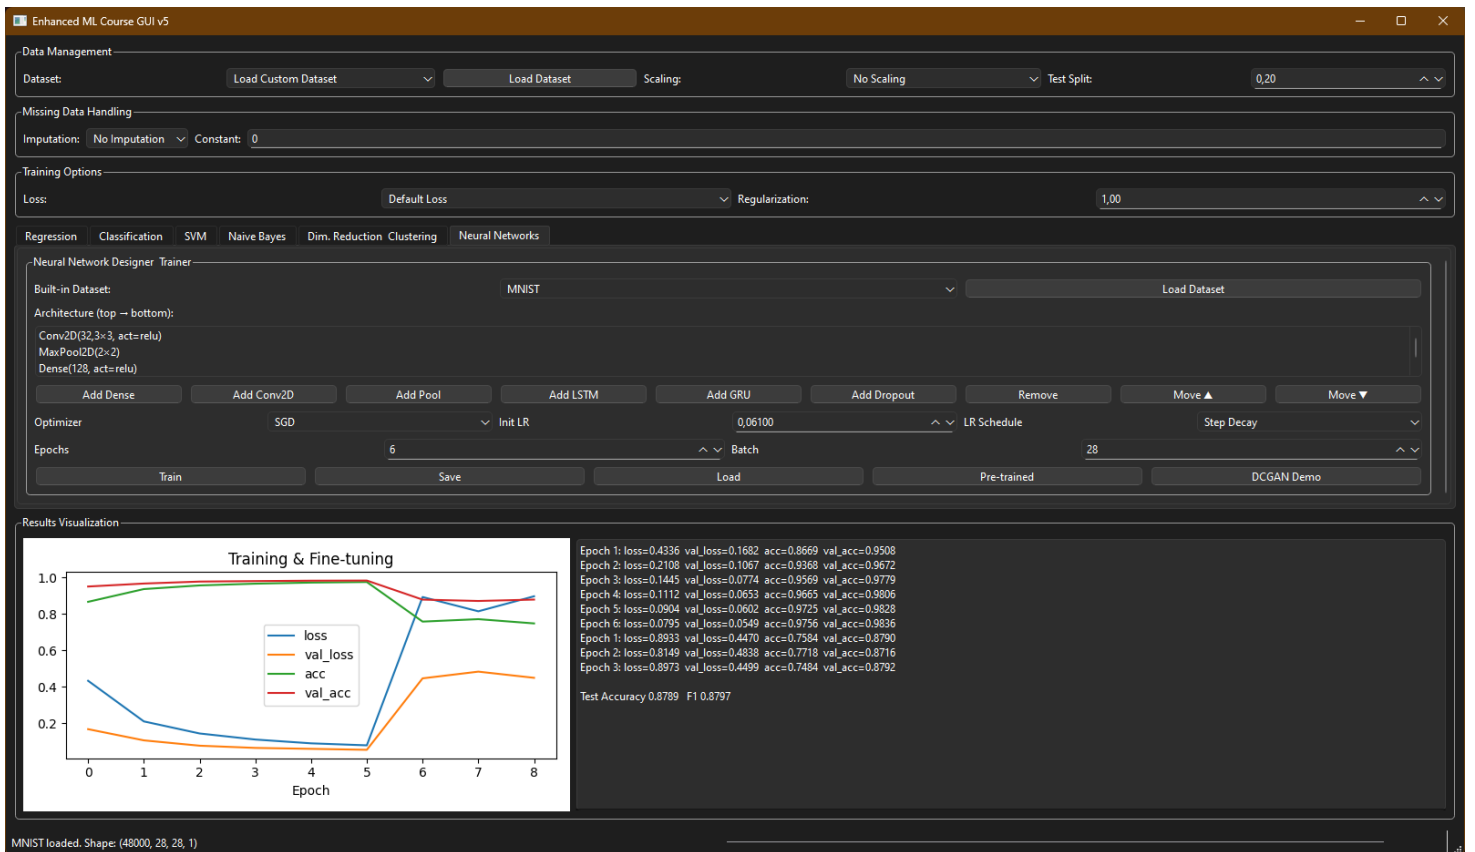 Enhanced ML Course GUI v5
Data Management
Dataset: Load Custom Dataset Load Dataset Scaling: No Scaling Test Split: 0,20
Missing Data Handling
Imputation: No Imputation Constant: 0
Training Options
Loss: Default Loss Regularization: 1,00
Regression Classification SVM Naive Bayes Dim. Reduction Clustering Neural Networks
Neural Network Designer Trainer
Built-in Dataset: MNIST Load Dataset
Architecture (top → bottom):
Conv2D(32,3×3, act=relu)
MaxPool2D(2×2)
Dense(128, act=relu)
Add Dense Add Conv2D Add Pool Add LSTM Add GRU Add Dropout Remove Move ▲ Move ▼
Optimizer SGD Init LR 0,06100 LR Schedule Step Decay
Epochs 6 Batch 28
Train Save Load Pre-trained DCGAN Demo
Results Visualization
Training & Fine-tuning
1.0
0.8
0.6
0.4
0.2
loss
val_loss
acc
val_acc
0 1 2 3 4 5 6 7 8
Epoch
Epoch 1: loss=0.4336 val_loss=0.1682 acc=0.8669 val_acc=0.9508
Epoch 2: loss=0.2108 val_loss=0.1067 acc=0.9368 val_acc=0.9672
Epoch 3: loss=0.1445 val_loss=0.0774 acc=0.9569 val_acc=0.9779
Epoch 4: loss=0.1112 val_loss=0.0653 acc=0.9665 val_acc=0.9806
Epoch 5: loss=0.0904 val_loss=0.0602 acc=0.9725 val_acc=0.9828
Epoch 6: loss=0.0795 val_loss=0.0549 acc=0.9756 val_acc=0.9836
Epoch 1: loss=0.8933 val_loss=0.4470 acc=0.7584 val_acc=0.8790
Epoch 2: loss=0.8149 val_loss=0.4838 acc=0.7718 val_acc=0.8716
Epoch 3: loss=0.8973 val_loss=0.4499 acc=0.7484 val_acc=0.8792
Test Accuracy 0.8789 F1 0.8797
MNIST loaded. Shape: (48000, 28, 28, 1)